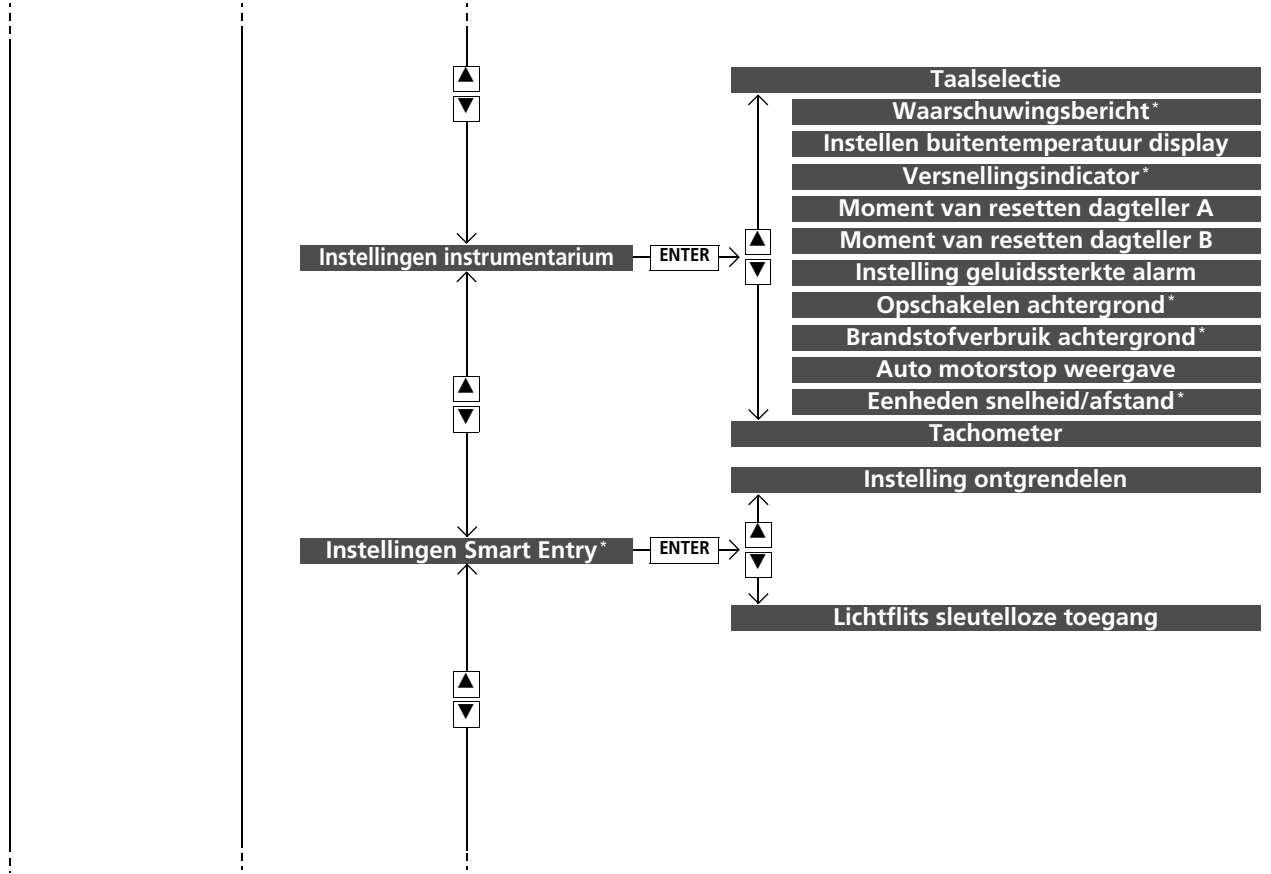 Taalselectie
Waarschuwingsbericht*
Instellen buitentemperatuur display
Versnellingsindicator*
Moment van resetten dagteller A
Moment van resetten dagteller B
Instellingen instrumentarium
ENTER
Instelling geluidssterkte alarm
Opschakelen achtergrond*
Brandstofverbruik achtergrond*
Auto motorstop weergave
Eenheden snelheid/afstand*
Tachometer
Instelling ontgrendelen
Instellingen Smart Entry*
ENTER
Lichtflits sleutelloze toegang